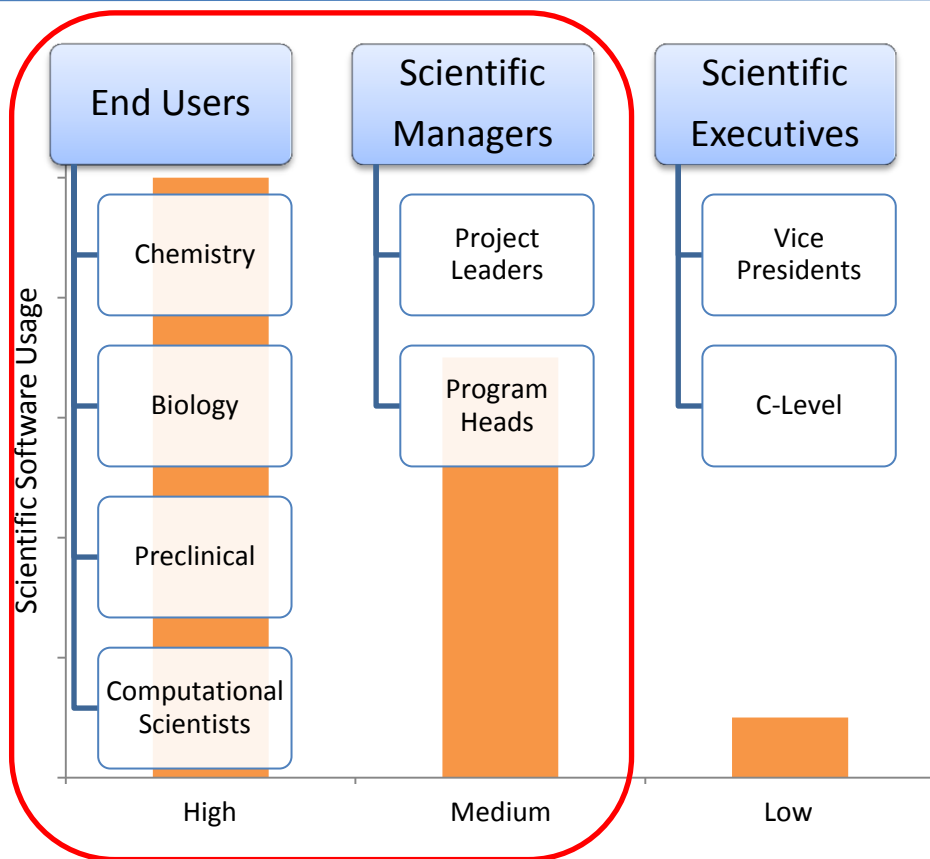 End Users
Scientific
Managers
Scientific
Executives
Chemistry
Biology
Preclinical
Computational
Scientists
Project
Leaders
Program
Heads
Vice
Presidents
C-Level
Scientific Software Usage
High
Medium
Low